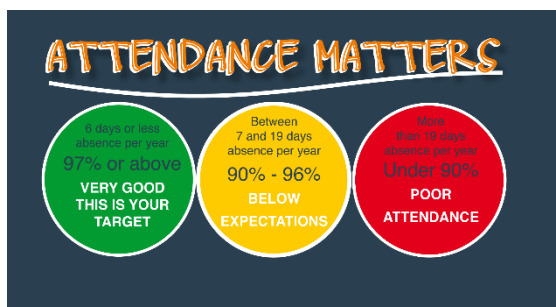 ATTENDANCE MATTERS
6 days or less
absence per year
97% or above
VERY GOOD
THIS IS YOUR
TARGET
Between
7 and 19 days
absence per year
90% - 96%
BELOW
EXPECTATIONS
More
than 19 days
absence per year
Under 90%
POOR
ATTENDANCE